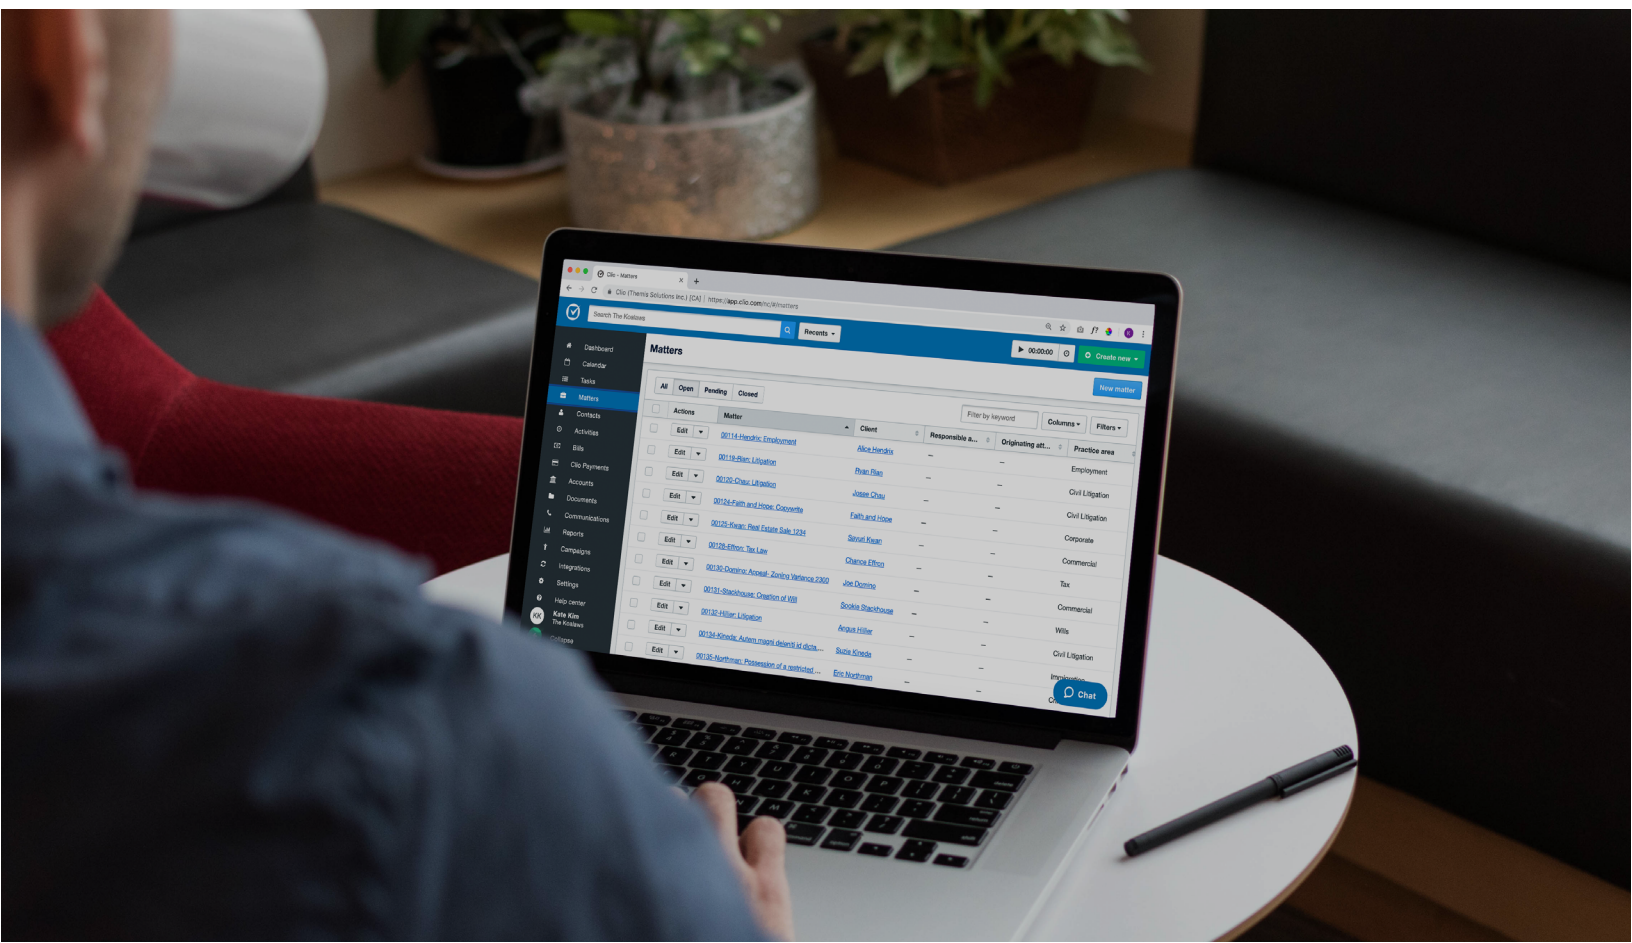 Clio - Matters
Clio (Themis Solutions Inc.) [CA] | https://app.clio.com/nc/#/matters
Search The Koalaws
Recents
00:00:00
Create new
Dashboard
Calendar
Tasks
Matters
Contacts
Activities
Bills
Clio Payments
Accounts
Documents
Communications
Reports
Campaigns
Integrations
Settings
Help center
KK
Kate Kim
The Koalaws
Collapse
Matters
New matter
All Open Pending Closed
Filter by keyword Columns Filters
Actions Matter Client Responsible a... Originating att... Practice area
Edit 00114-Hendrix: Employment Alice Hendrix – – Employment
Edit 00119-Rian: Litigation Ryan Rian – – Civil Litigation
Edit 00120-Chau: Litigation Josse Chau – – Civil Litigation
Edit 00124-Faith and Hope: Copywrite Faith and Hope – – Corporate
Edit 00125-Kwan: Real Estate Sale 1234 Sayuri Kwan – – Commercial
Edit 00128-Effron: Tax Law Chance Effron – – Tax
Edit 00130-Domino: Appeal- Zoning Variance 2300 Joe Domino – – Commercial
Edit 00131-Stackhouse: Creation of Will Sookie Stackhouse – – Wills
Edit 00132-Hillier: Litigation Angus Hillier – – Civil Litigation
Edit 00134-Kinede: Autem magni deleniti id dicta,... Suzie Kinede – – Immigration
Edit 00135-Northman: Possession of a restricted ... Eric Northman – –
Chat